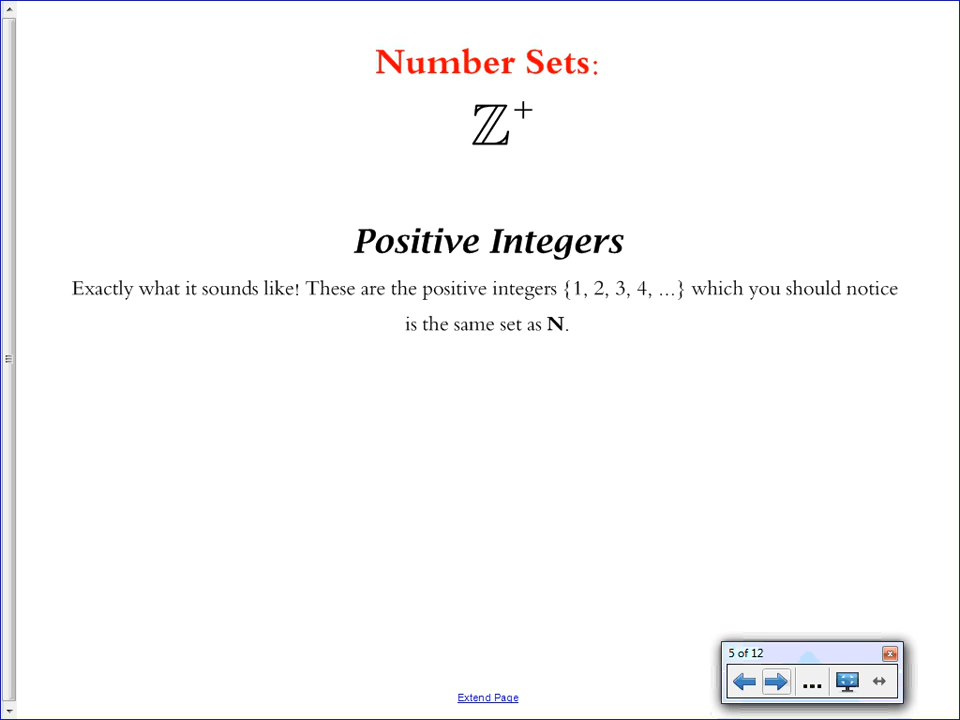 Number Sets:
ℤ⁺
Positive Integers
Exactly what it sounds like! These are the positive integers {1, 2, 3, 4, ...} which you should notice
is the same set as N.
5 of 12
...
Extend Page